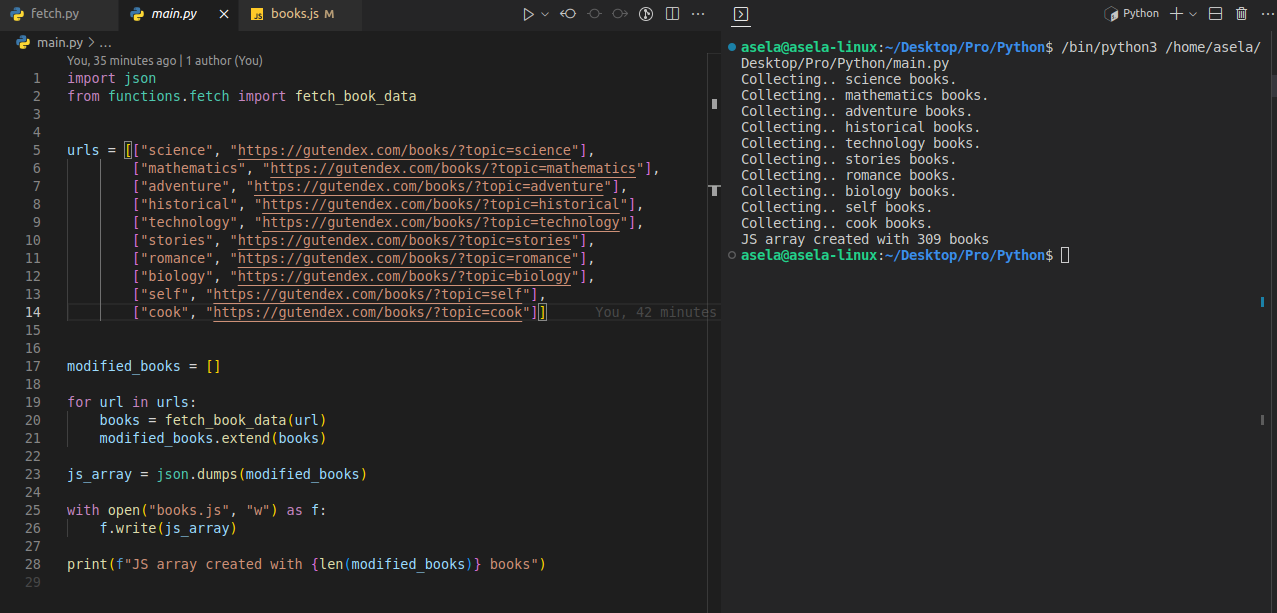 fetch.py
main.py
books.js M
main.py > ...
You, 35 minutes ago | 1 author (You)
1 import json
2 from functions.fetch import fetch_book_data
3
4
5 urls = [["science", "https://gutendex.com/books/?topic=science"],
6 ["mathematics", "https://gutendex.com/books/?topic=mathematics"],
7 ["adventure", "https://gutendex.com/books/?topic=adventure"],
8 ["historical", "https://gutendex.com/books/?topic=historical"],
9 ["technology", "https://gutendex.com/books/?topic=technology"],
10 ["stories", "https://gutendex.com/books/?topic=stories"],
11 ["romance", "https://gutendex.com/books/?topic=romance"],
12 ["biology", "https://gutendex.com/books/?topic=biology"],
13 ["self", "https://gutendex.com/books/?topic=self"],
14 ["cook", "https://gutendex.com/books/?topic=cook"]] You, 42 minutes
15
16
17 modified_books = []
18
19 for url in urls:
20 books = fetch_book_data(url)
21 modified_books.extend(books)
22
23 js_array = json.dumps(modified_books)
24
25 with open("books.js", "w") as f:
26 f.write(js_array)
27
28 print(f"JS array created with {len(modified_books)} books")
29
Python
asela@asela-linux:~/Desktop/Pro/Python$ /bin/python3 /home/asela/
Desktop/Pro/Python/main.py
Collecting.. science books.
Collecting.. mathematics books.
Collecting.. adventure books.
Collecting.. historical books.
Collecting.. technology books.
Collecting.. stories books.
Collecting.. romance books.
Collecting.. biology books.
Collecting.. self books.
Collecting.. cook books.
JS array created with 309 books
asela@asela-linux:~/Desktop/Pro/Python$